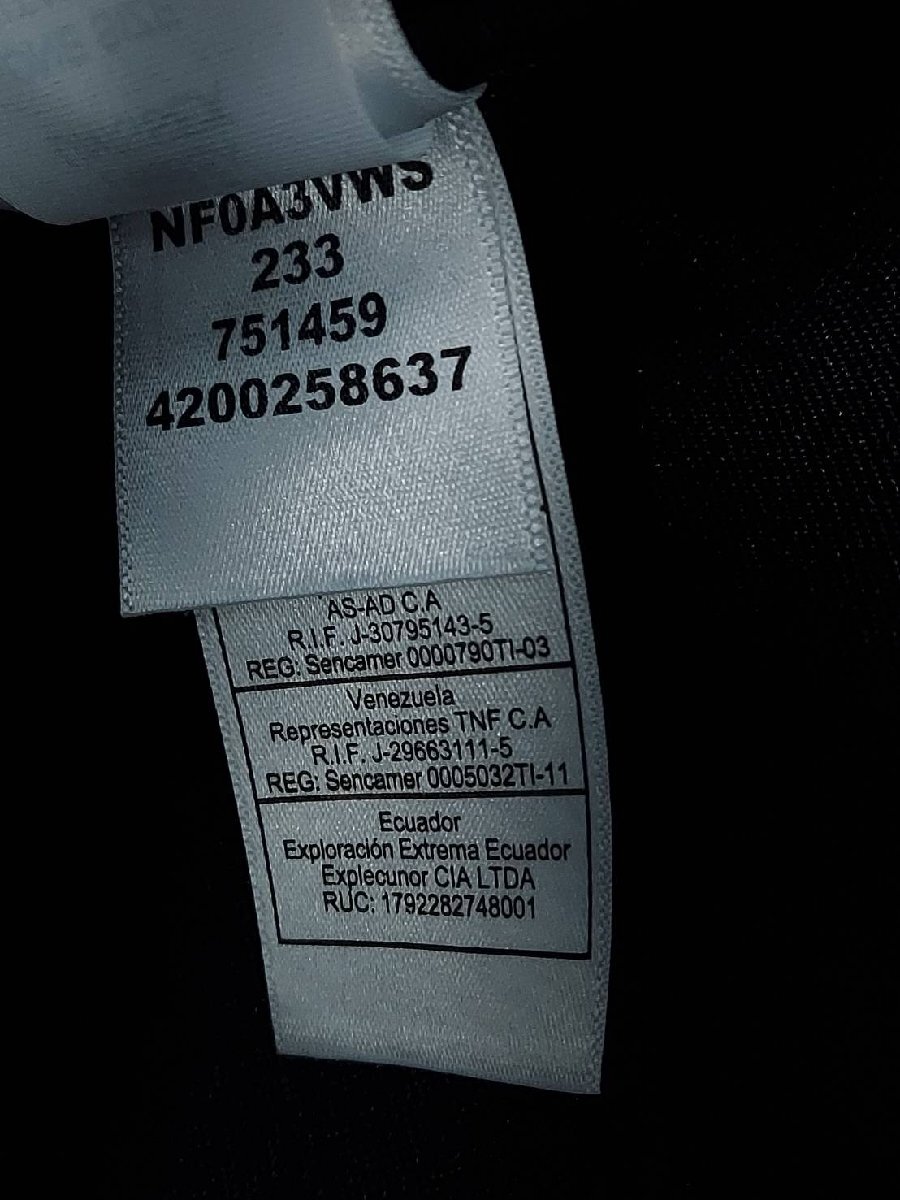 NF0A3VWS
233
751459
4200258637
AS-AD C.A
R.I.F. J-30795143-5
REG: Sencamer 0000790TI-03
Venezuela
Representaciones TNF C.A
R.I.F. J-29663111-5
REG: Sencamer 0005032TI-11
Ecuador
Exploración Extrema Ecuador
Explecunor CIA LTDA
RUC: 1792282748001